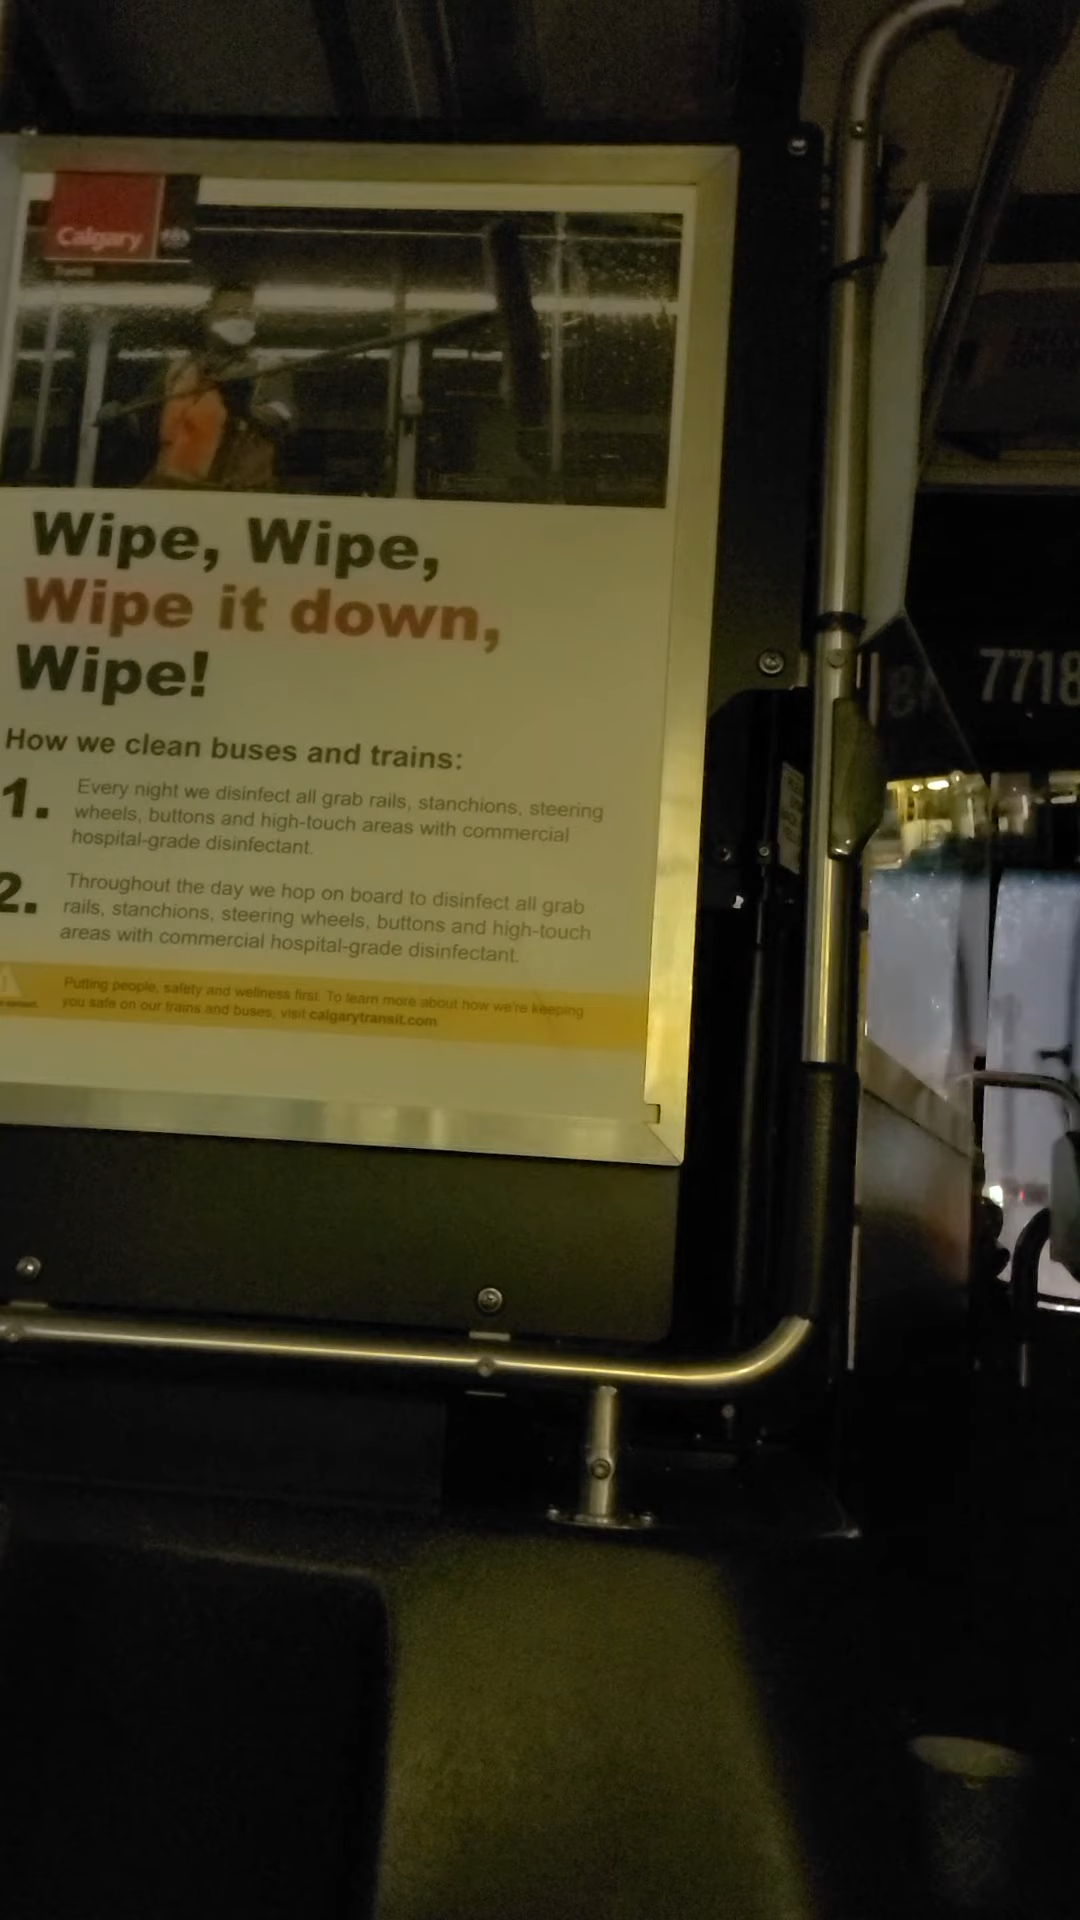 Calgary
Transit
Wipe, Wipe,
Wipe it down,
Wipe!
How we clean buses and trains:
1. Every night we disinfect all grab rails, stanchions, steering
wheels, buttons and high-touch areas with commercial
hospital-grade disinfectant.
2. Throughout the day we hop on board to disinfect all grab
rails, stanchions, steering wheels, buttons and high-touch
areas with commercial hospital-grade disinfectant.
Putting people, safety and wellness first. To learn more about how we're keeping
you safe on our trains and buses, visit calgarytransit.com
7718